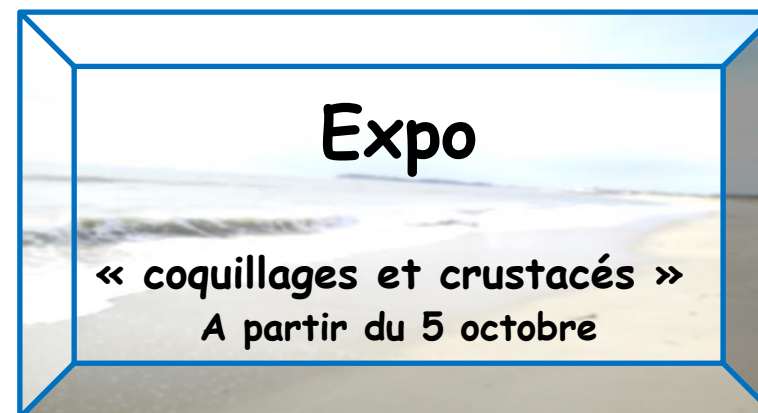 Expo
« coquillages et crustacés »
A partir du 5 octobre